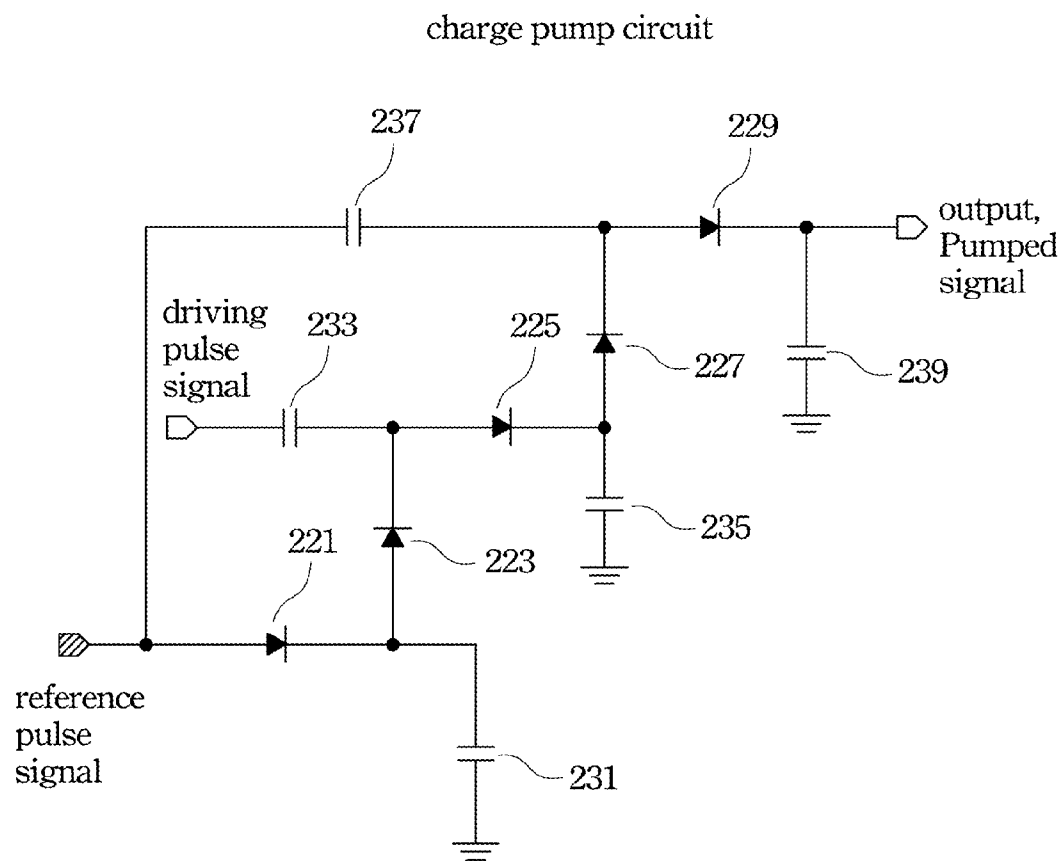 charge pump circuit
237
229
output,
Pumped
signal
driving
pulse
signal
233
225
227
239
235
221
223
reference
pulse
signal
231